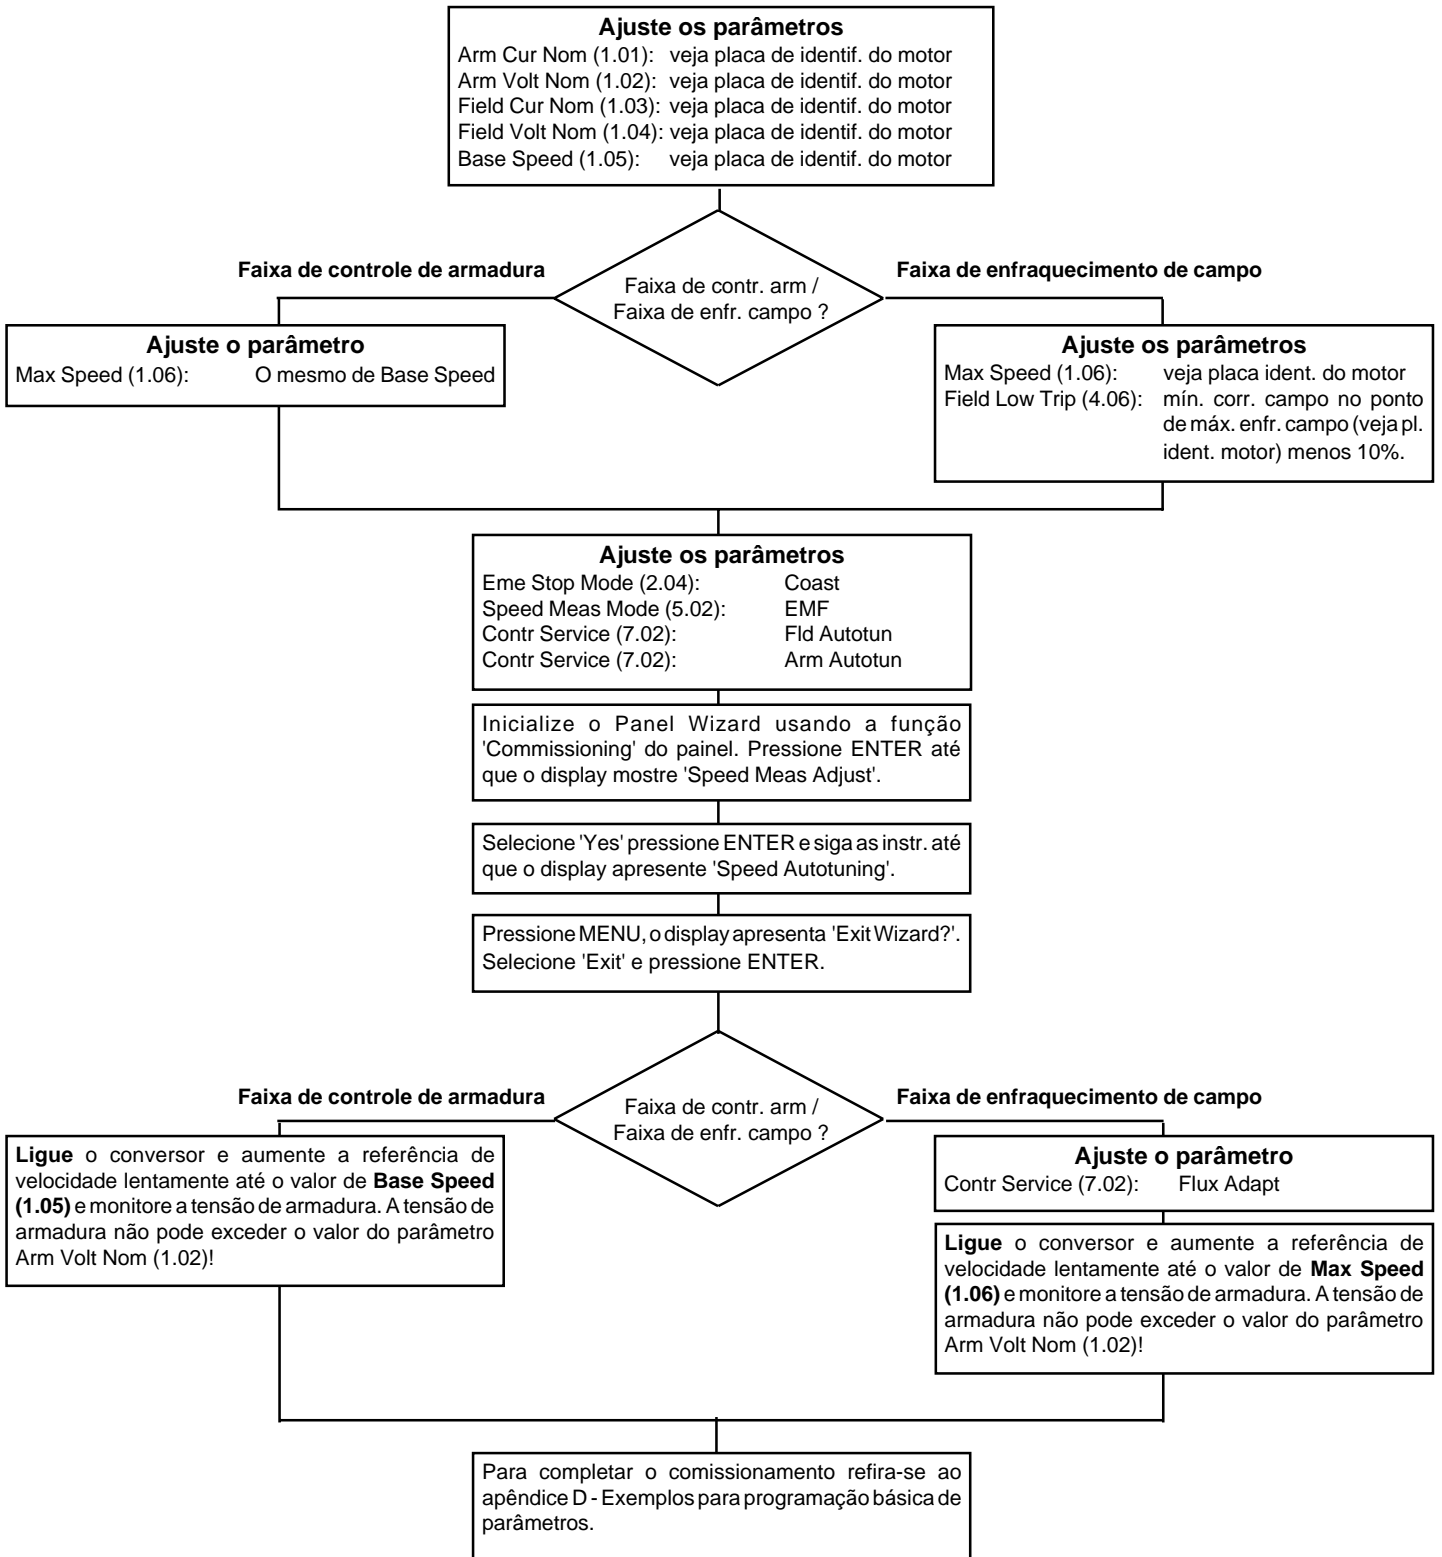 Ajuste os parâmetros
Arm Cur Nom (1.01): veja placa de identif. do motor
Arm Volt Nom (1.02): veja placa de identif. do motor
Field Cur Nom (1.03): veja placa de identif. do motor
Field Volt Nom (1.04): veja placa de identif. do motor
Base Speed (1.05): veja placa de identif. do motor
Faixa de controle de armadura
Faixa de contr. arm /
Faixa de enfr. campo ?
Faixa de enfraquecimento de campo
Ajuste o parâmetro
Max Speed (1.06): O mesmo de Base Speed
Ajuste os parâmetros
Max Speed (1.06): veja placa ident. do motor
Field Low Trip (4.06): mín. corr. campo no ponto
de máx. enfr. campo (veja pl.
ident. motor) menos 10%.
Ajuste os parâmetros
Eme Stop Mode (2.04): Coast
Speed Meas Mode (5.02): EMF
Contr Service (7.02): Fld Autotun
Contr Service (7.02): Arm Autotun
Inicialize o Panel Wizard usando a função
'Commissioning' do painel. Pressione ENTER até
que o display mostre 'Speed Meas Adjust'.
Selecione 'Yes' pressione ENTER e siga as instr. até
que o display apresente 'Speed Autotuning'.
Pressione MENU, o display apresenta 'Exit Wizard?'.
Selecione 'Exit' e pressione ENTER.
Faixa de controle de armadura
Faixa de contr. arm /
Faixa de enfr. campo ?
Faixa de enfraquecimento de campo
Ligue o conversor e aumente a referência de
velocidade lentamente até o valor de Base Speed
(1.05) e monitore a tensão de armadura. A tensão de
armadura não pode exceder o valor do parâmetro
Arm Volt Nom (1.02)!
Ajuste o parâmetro
Contr Service (7.02): Flux Adapt
Ligue o conversor e aumente a referência de
velocidade lentamente até o valor de Max Speed
(1.06) e monitore a tensão de armadura. A tensão de
armadura não pode exceder o valor do parâmetro
Arm Volt Nom (1.02)!
Para completar o comissionamento refira-se ao
apêndice D - Exemplos para programação básica de
parâmetros.